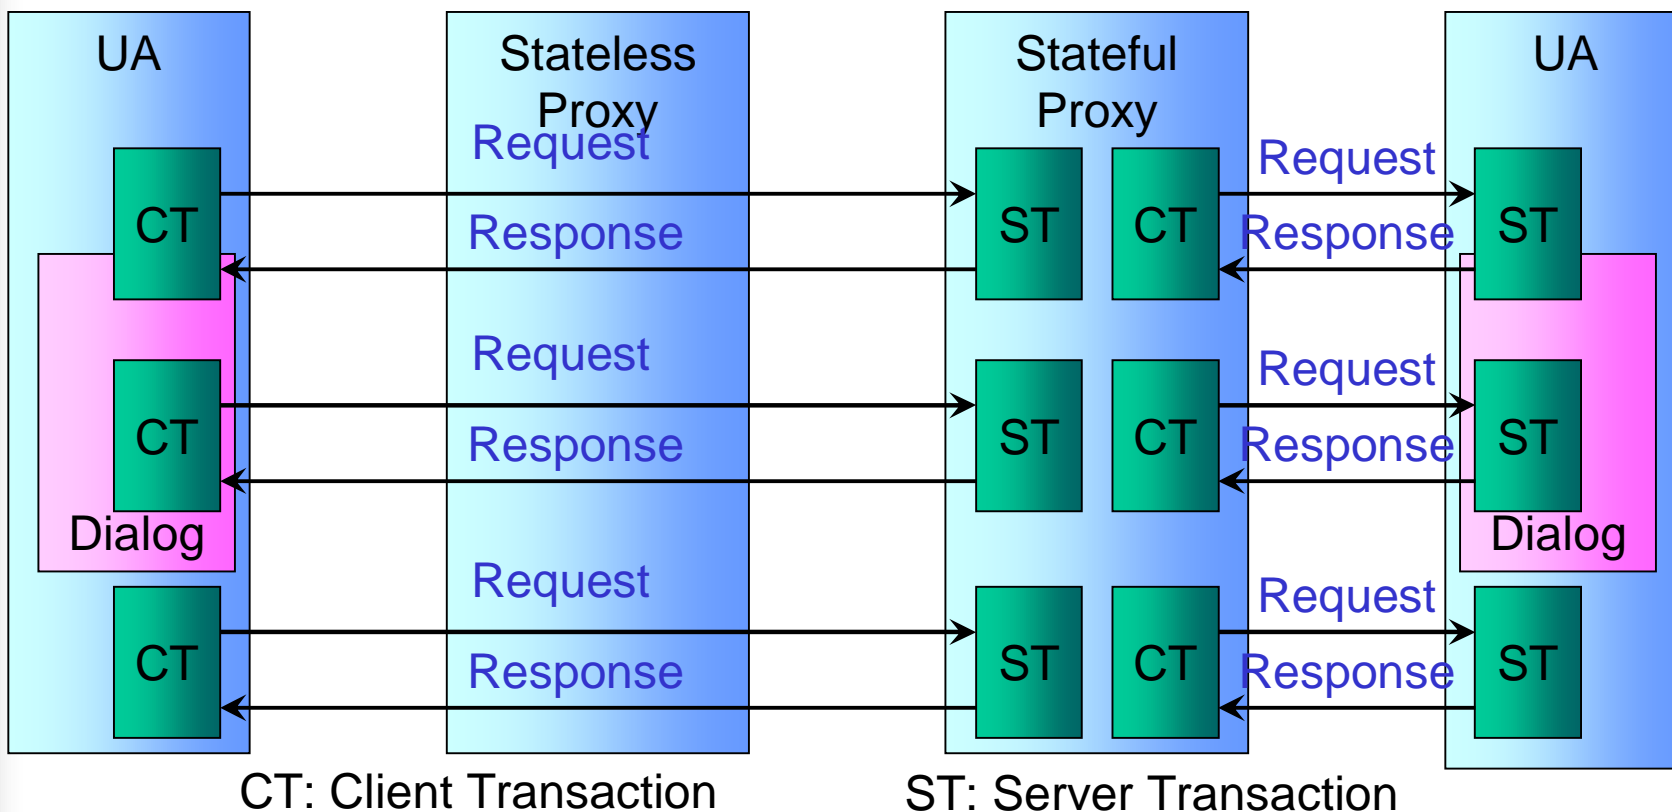 UA
Stateless
Proxy
Stateful
Proxy
UA
Request
Request
CT
ST
CT
ST
Response
Response
Request
Request
CT
ST
CT
ST
Response
Response
Dialog
Dialog
Request
Request
CT
ST
CT
ST
Response
Response
CT: Client Transaction
ST: Server Transaction